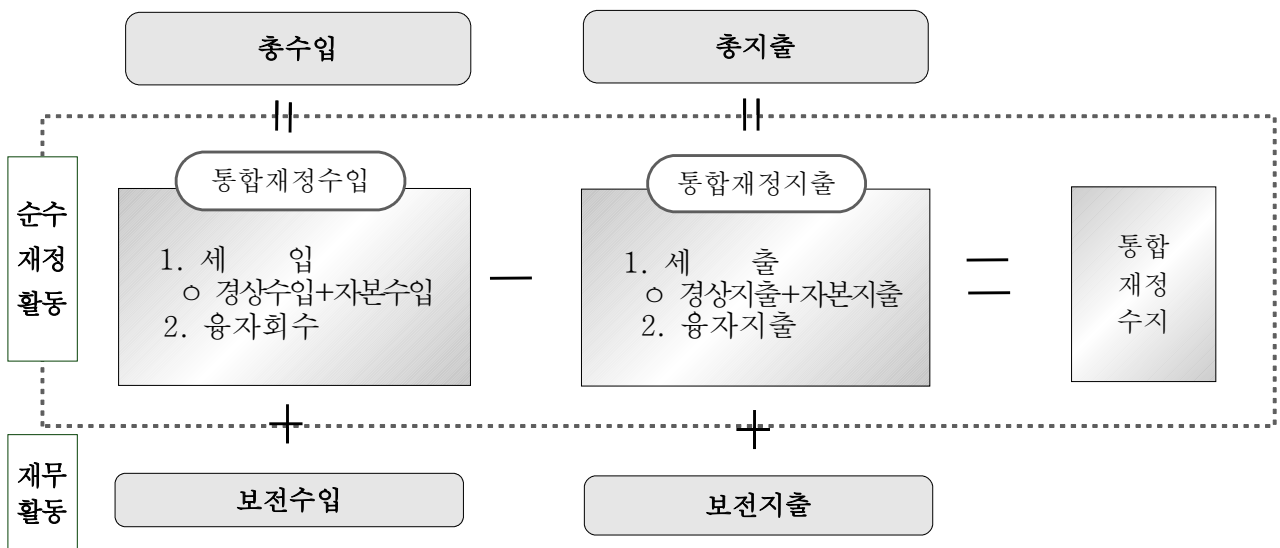 총수입
총지출
순수
재정
활동
통합재정수입
1. 세 입
ㅇ 경상수입+자본수입
2. 융자회수
통합재정지출
1. 세 출
ㅇ 경상지출+자본지출
2. 융자지출
통합
재정
수지
재무
활동
보전수입
보전지출